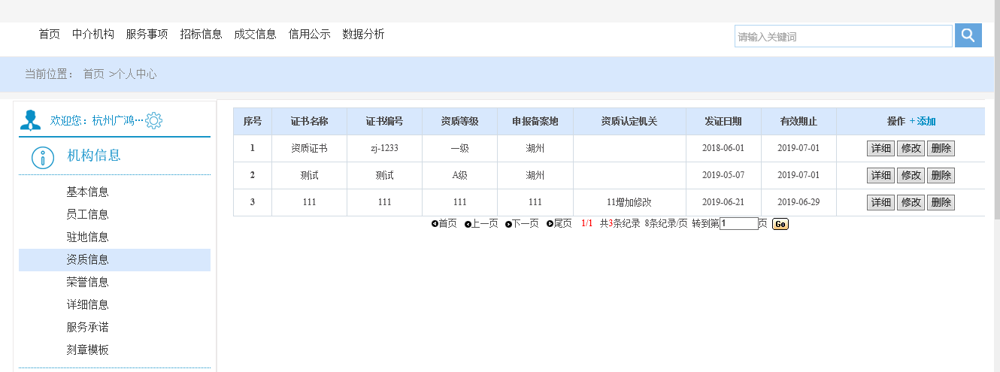 首页 中介机构 服务事项 招标信息 成交信息 信用公示 数据分析 请输入关键词
当前位置： 首页 >个人中心
欢迎您：杭州广鸿···
机构信息
基本信息
员工信息
驻地信息
资质信息
荣誉信息
详细信息
服务承诺
刻章模板
序号 证书名称 证书编号 资质等级 申报备案地 资质认定机关 发证日期 有效期止 操作 + 添加
1 资质证书 zj-1233 一级 湖州 2018-06-01 2019-07-01 详细 修改 删除
2 测试 测试 A级 湖州 2019-05-07 2019-07-01 详细 修改 删除
3 111 111 111 111 11增加修改 2019-06-21 2019-06-29 详细 修改 删除
首页 上一页 下一页 尾页 1/1 共3条纪录 8条纪录/页 转到第1页 Go